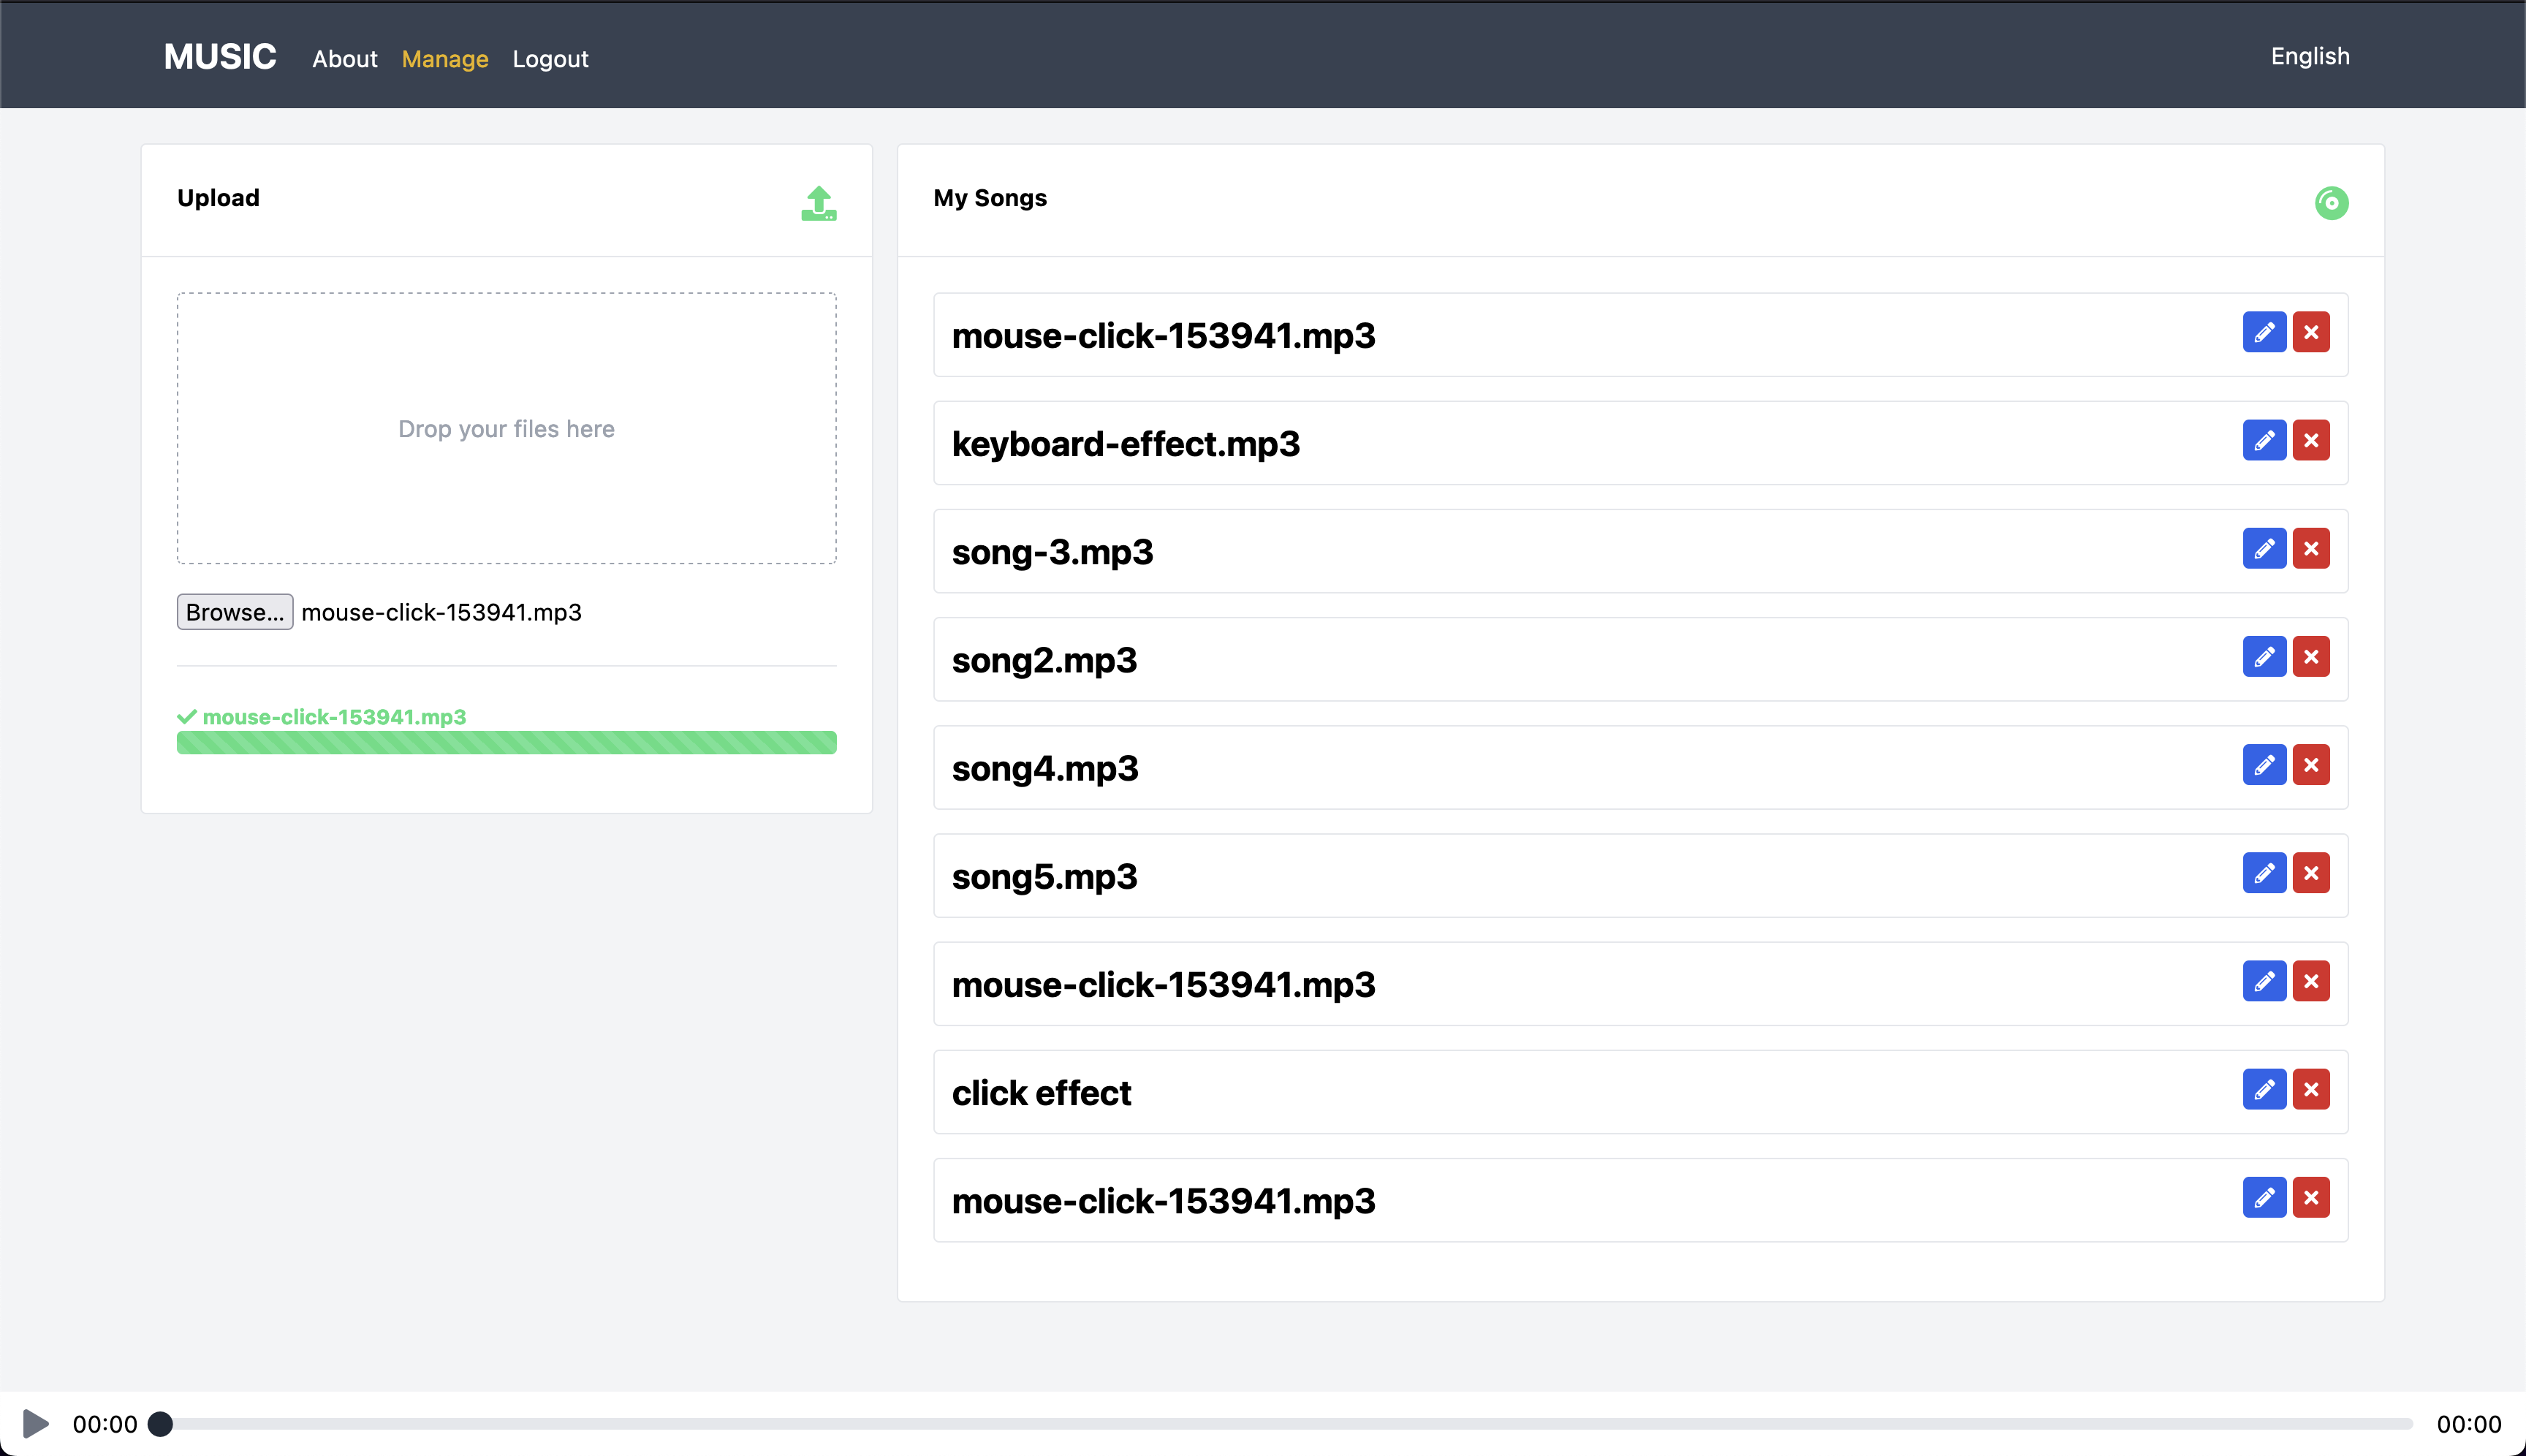 MUSIC About Manage Logout English
Upload
Drop your files here
Browse... mouse-click-153941.mp3
mouse-click-153941.mp3
My Songs
mouse-click-153941.mp3
keyboard-effect.mp3
song-3.mp3
song2.mp3
song4.mp3
song5.mp3
mouse-click-153941.mp3
click effect
mouse-click-153941.mp3
00:00 00:00